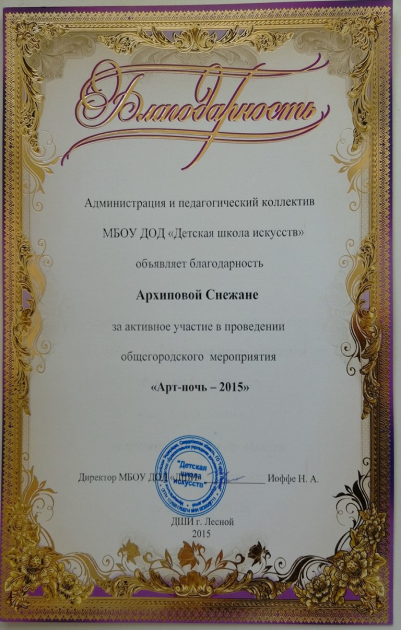 Благодарность
Администрация и педагогический коллектив
МБОУ ДОД «Детская школа искусств»
объявляет благодарность
Архиповой Снежане
за активное участие в проведении
общегородского мероприятия
«Арт-ночь – 2015»
"Детская
школа
искусств"
Директор МБОУ ДОД «ДШИ» Иоффе Н. А.
ДШИ г. Лесной
2015